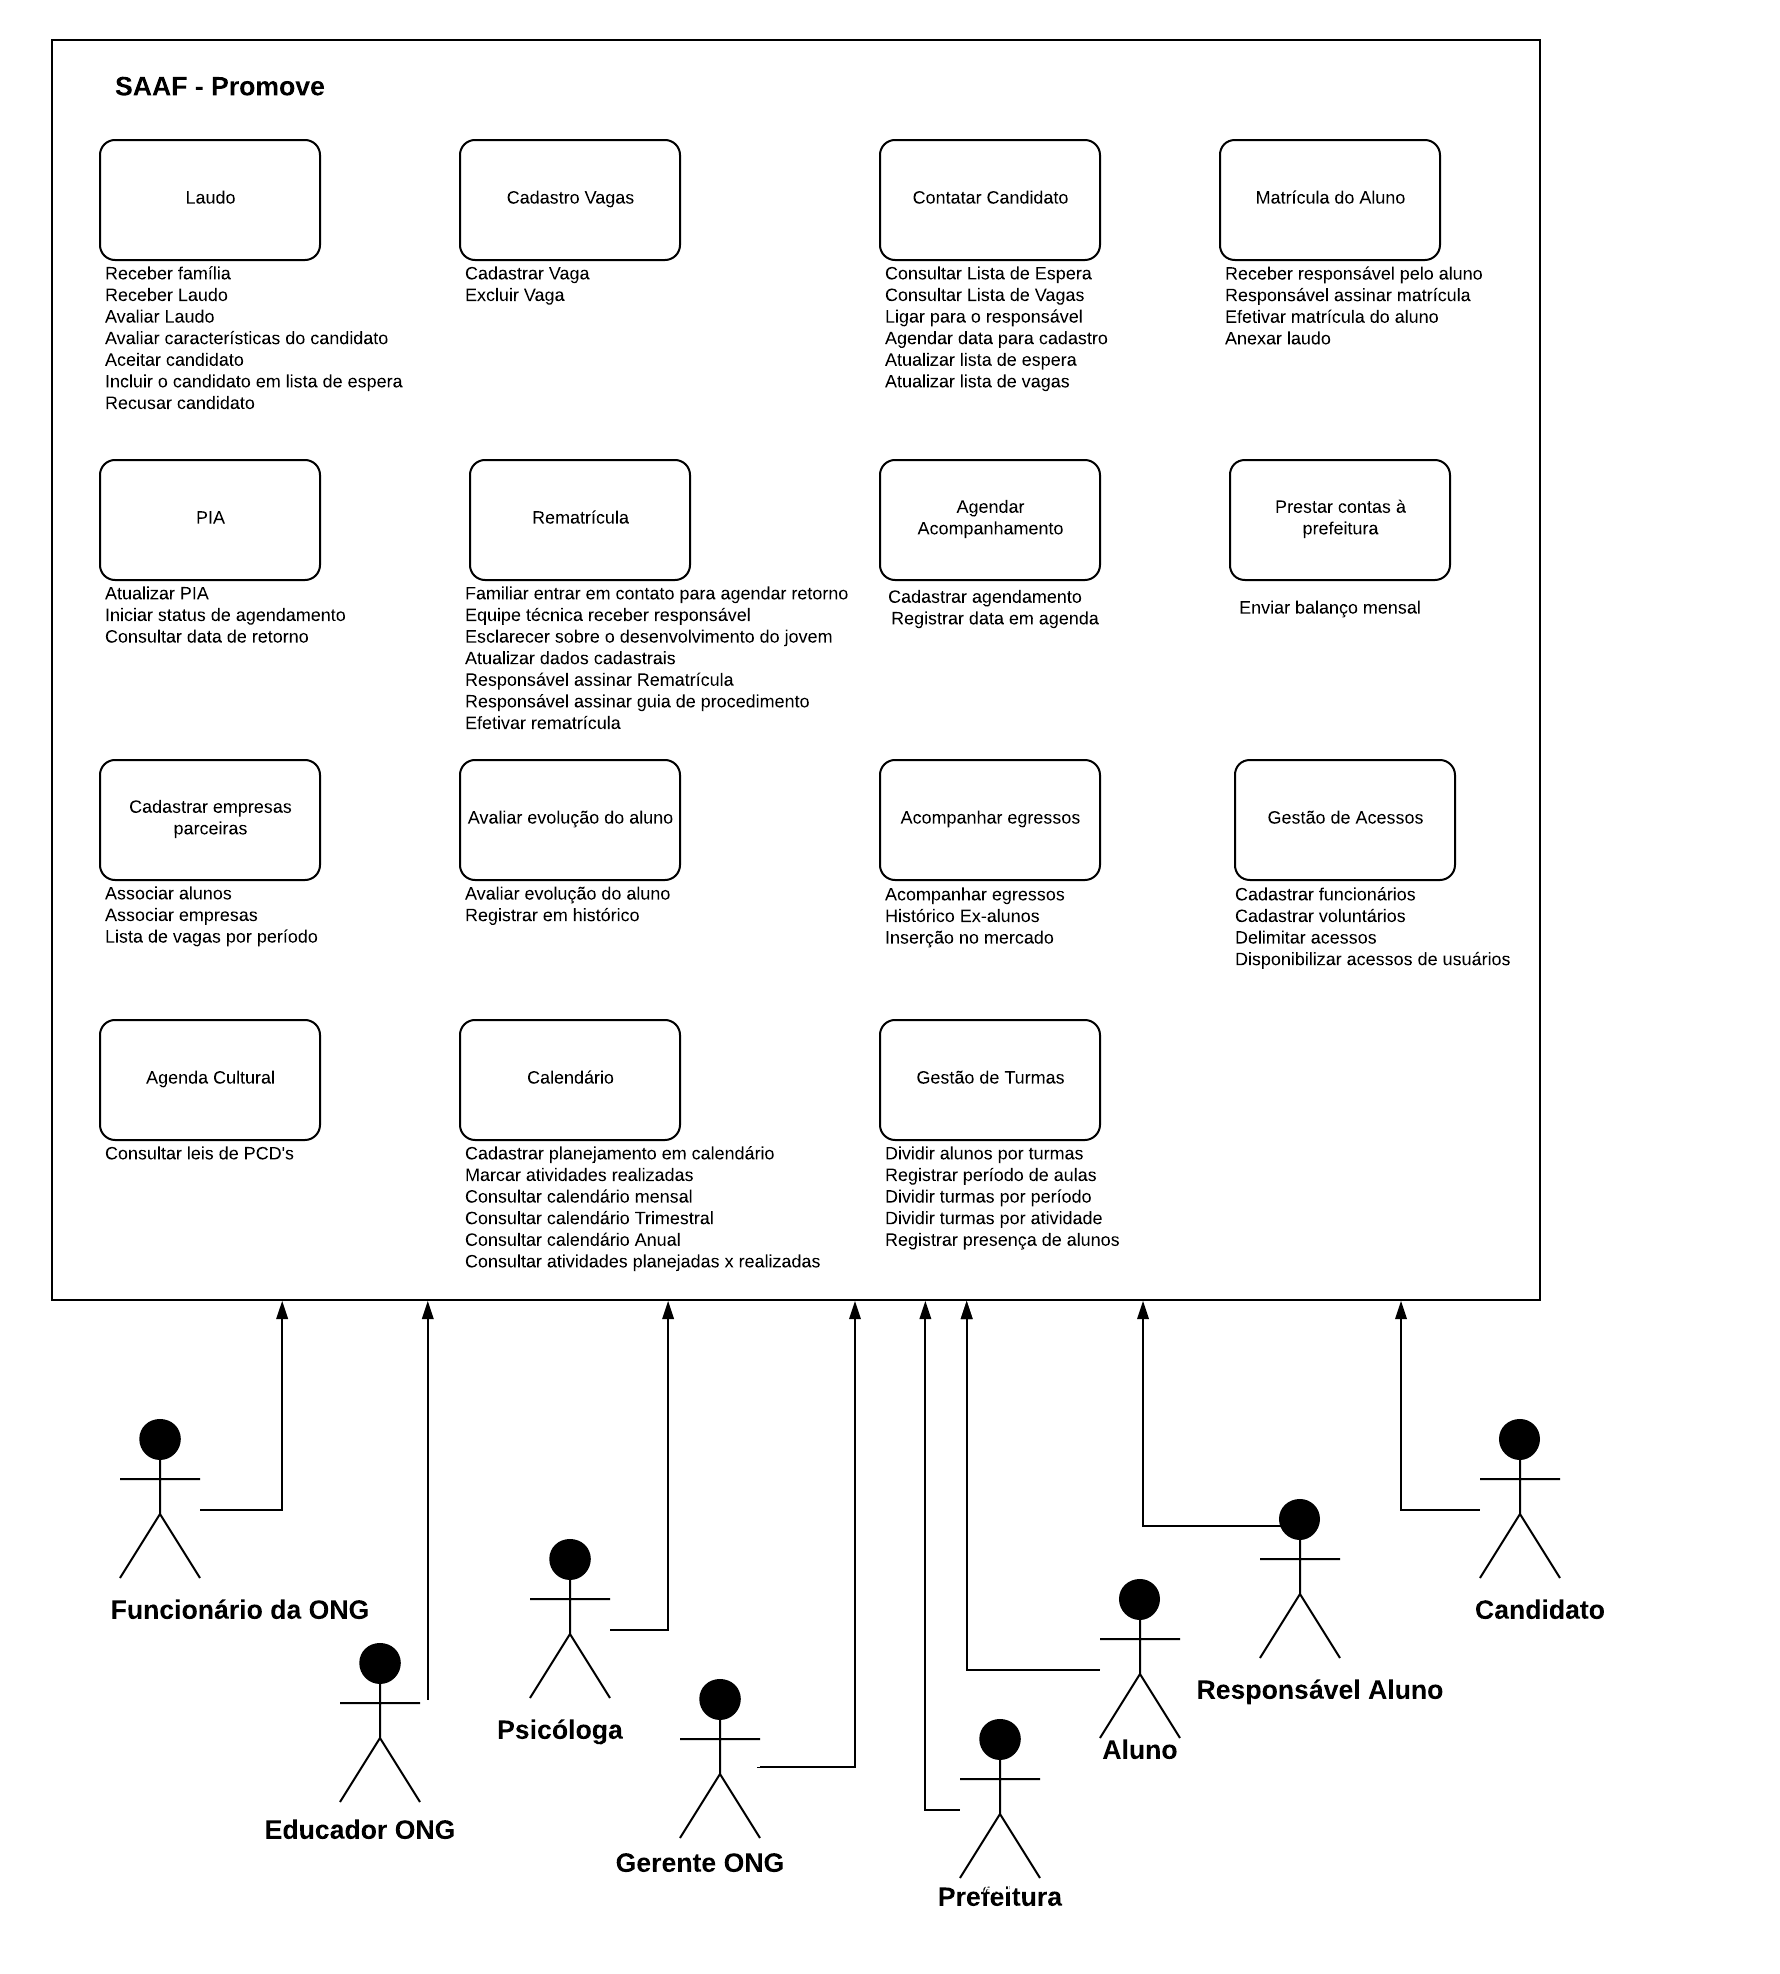 SAAF - Promove
Laudo
Receber família
Receber Laudo
Avaliar Laudo
Avaliar características do candidato
Aceitar candidato
Incluir o candidato em lista de espera
Recusar candidato
Cadastro Vagas
Cadastrar Vaga
Excluir Vaga
Contatar Candidato
Consultar Lista de Espera
Consultar Lista de Vagas
Ligar para o responsável
Agendar data para cadastro
Atualizar lista de espera
Atualizar lista de vagas
Matrícula do Aluno
Receber responsável pelo aluno
Responsável assinar matrícula
Efetivar matrícula do aluno
Anexar laudo
PIA
Atualizar PIA
Iniciar status de agendamento
Consultar data de retorno
Rematrícula
Familiar entrar em contato para agendar retorno
Equipe técnica receber responsável
Esclarecer sobre o desenvolvimento do jovem
Atualizar dados cadastrais
Responsável assinar Rematrícula
Responsável assinar guia de procedimento
Efetivar rematrícula
Agendar
Acompanhamento
Cadastrar agendamento
Registrar data em agenda
Prestar contas à
prefeitura
Enviar balanço mensal
Cadastrar empresas
parceiras
Associar alunos
Associar empresas
Lista de vagas por período
Avaliar evolução do aluno
Avaliar evolução do aluno
Registrar em histórico
Acompanhar egressos
Acompanhar egressos
Histórico Ex-alunos
Inserção no mercado
Gestão de Acessos
Cadastrar funcionários
Cadastrar voluntários
Delimitar acessos
Disponibilizar acessos de usuários
Agenda Cultural
Consultar leis de PCD's
Calendário
Cadastrar planejamento em calendário
Marcar atividades realizadas
Consultar calendário mensal
Consultar calendário Trimestral
Consultar calendário Anual
Consultar atividades planejadas x realizadas
Gestão de Turmas
Dividir alunos por turmas
Registrar período de aulas
Dividir turmas por período
Dividir turmas por atividade
Registrar presença de alunos
Funcionário da ONG
Educador ONG
Psicóloga
Gerente ONG
Prefeitura
Aluno
Responsável Aluno
Candidato